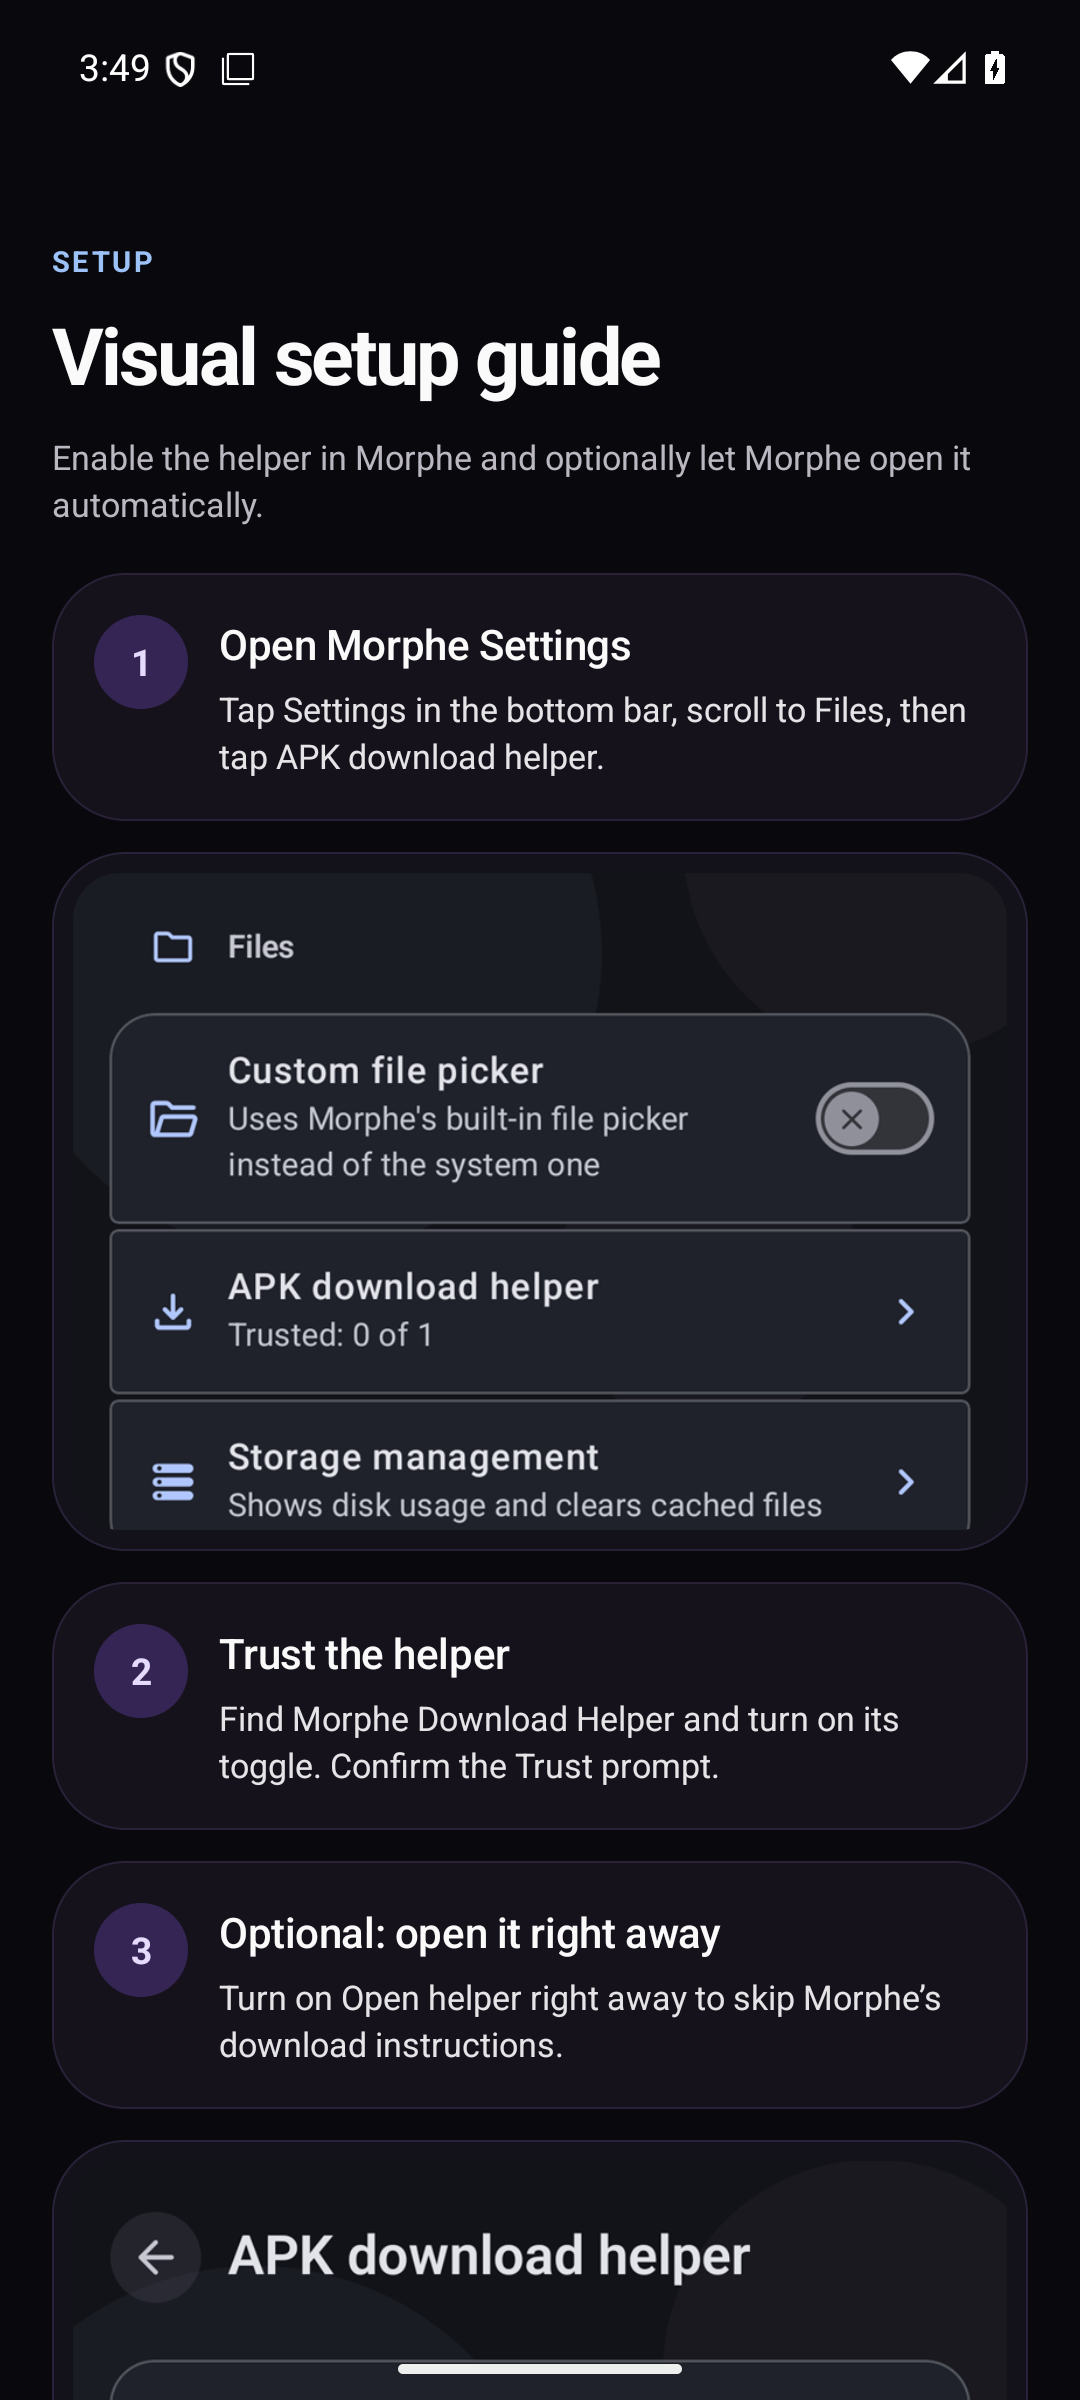 3:49
SETUP
Visual setup guide
Enable the helper in Morphe and optionally let Morphe open it
automatically.
1
Open Morphe Settings
Tap Settings in the bottom bar, scroll to Files, then
tap APK download helper.
Files
Custom file picker
Uses Morphe's built-in file picker
instead of the system one
APK download helper
Trusted: 0 of 1
Storage management
Shows disk usage and clears cached files
2
Trust the helper
Find Morphe Download Helper and turn on its
toggle. Confirm the Trust prompt.
3
Optional: open it right away
Turn on Open helper right away to skip Morphe’s
download instructions.
APK download helper